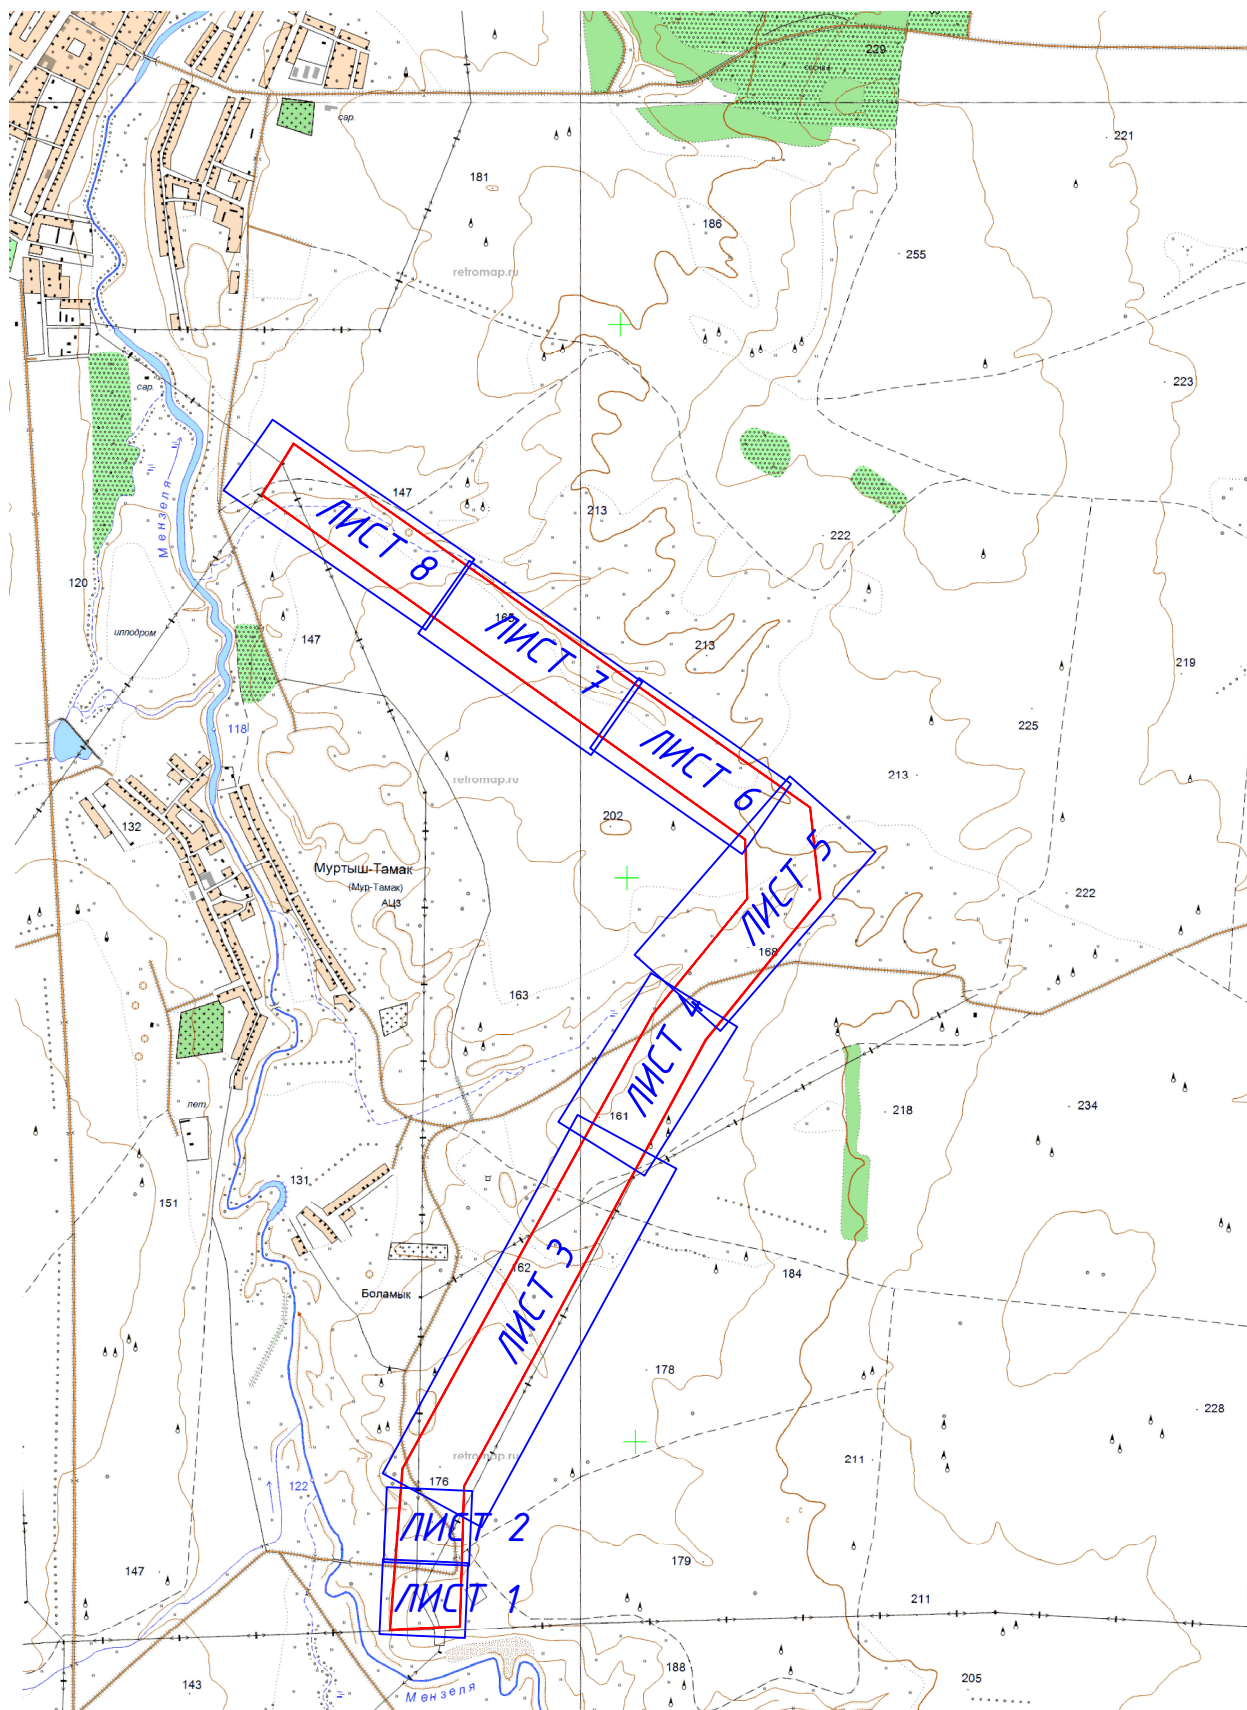 229
сар.
221
181
186
255
retromap.ru
223
сар.
147
213
222
Мензеля
ЛИСТ 8
120
165
ипподром
147
ЛИСТ 7
213
219
118
225
ЛИСТ 6
213
retromap.ru
202
132
ЛИСТ 5
Муртыш-Тамак
(Мур-Тамак)
АЦЗ
222
168
163
ЛИСТ 4
лет.
161
218
234
131
151
162
184
ЛИСТ 3
Боламык
178
228
retromap.ru
211
176
122
ЛИСТ 2
179
147
ЛИСТ 1
211
188
205
143
Мензеля